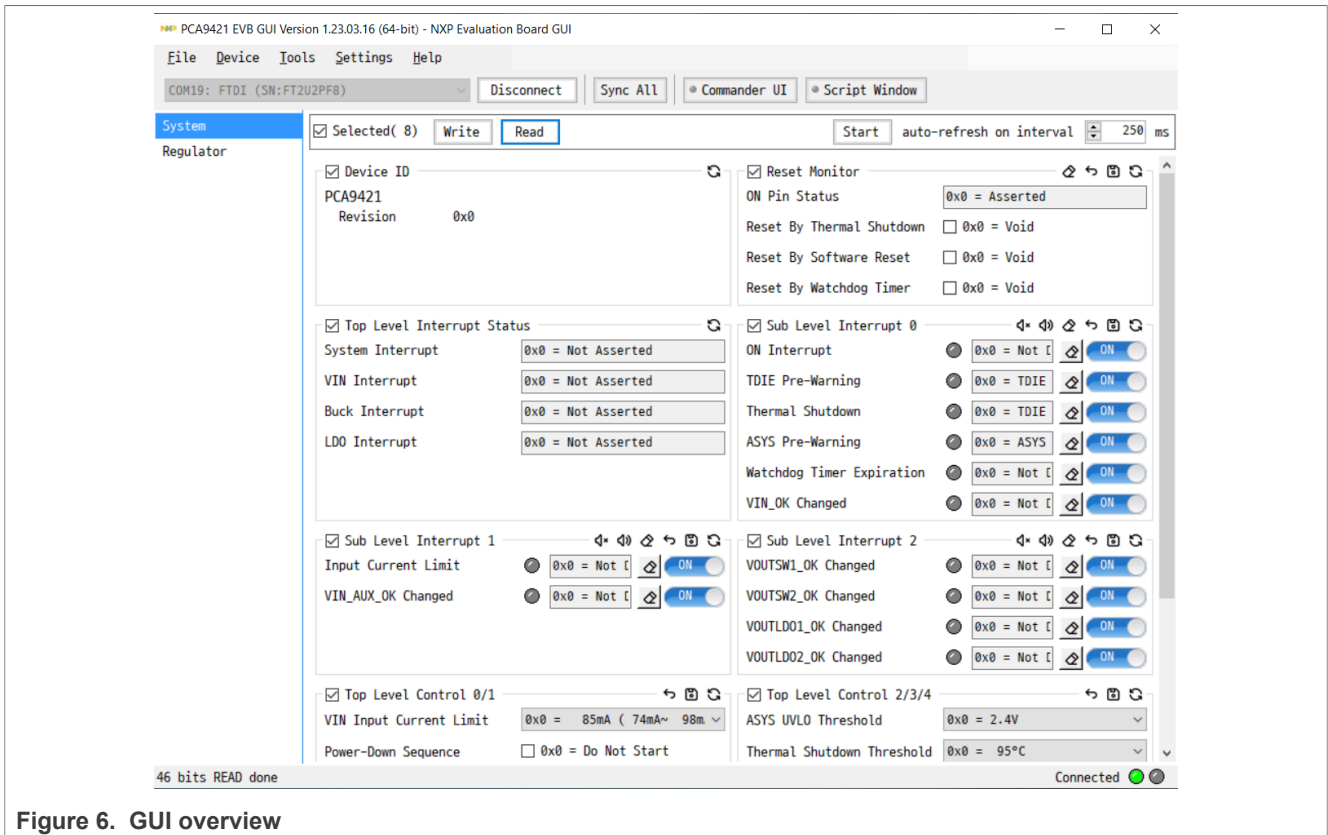 NXP PCA9421 EVB GUI Version 1.23.03.16 (64-bit) - NXP Evaluation Board GUI
File Device Tools Settings Help
COM19: FTDI (SN:FT2U2PF8) Disconnect Sync All Commander UI Script Window
System
Regulator
Selected( 8) Write Read Start auto-refresh on interval 250 ms
Device ID
PCA9421
Revision 0x0
Reset Monitor
ON Pin Status 0x0 = Asserted
Reset By Thermal Shutdown 0x0 = Void
Reset By Software Reset 0x0 = Void
Reset By Watchdog Timer 0x0 = Void
Top Level Interrupt Status
System Interrupt 0x0 = Not Asserted
VIN Interrupt 0x0 = Not Asserted
Buck Interrupt 0x0 = Not Asserted
LDO Interrupt 0x0 = Not Asserted
Sub Level Interrupt 0
ON Interrupt 0x0 = Not ON
TDIE Pre-Warning 0x0 = TDIE ON
Thermal Shutdown 0x0 = TDIE ON
ASYS Pre-Warning 0x0 = ASYS ON
Watchdog Timer Expiration 0x0 = Not ON
VIN_OK Changed 0x0 = Not ON
Sub Level Interrupt 1
Input Current Limit 0x0 = Not ON
VIN_AUX_OK Changed 0x0 = Not ON
Sub Level Interrupt 2
VOUTSW1_OK Changed 0x0 = Not ON
VOUTSW2_OK Changed 0x0 = Not ON
VOUTLDO1_OK Changed 0x0 = Not ON
VOUTLDO2_OK Changed 0x0 = Not ON
Top Level Control 0/1
VIN Input Current Limit 0x0 = 85mA ( 74mA~ 98m
Power-Down Sequence 0x0 = Do Not Start
Top Level Control 2/3/4
ASYS UVLO Threshold 0x0 = 2.4V
Thermal Shutdown Threshold 0x0 = 95°C
46 bits READ done Connected
Figure 6. GUI overview